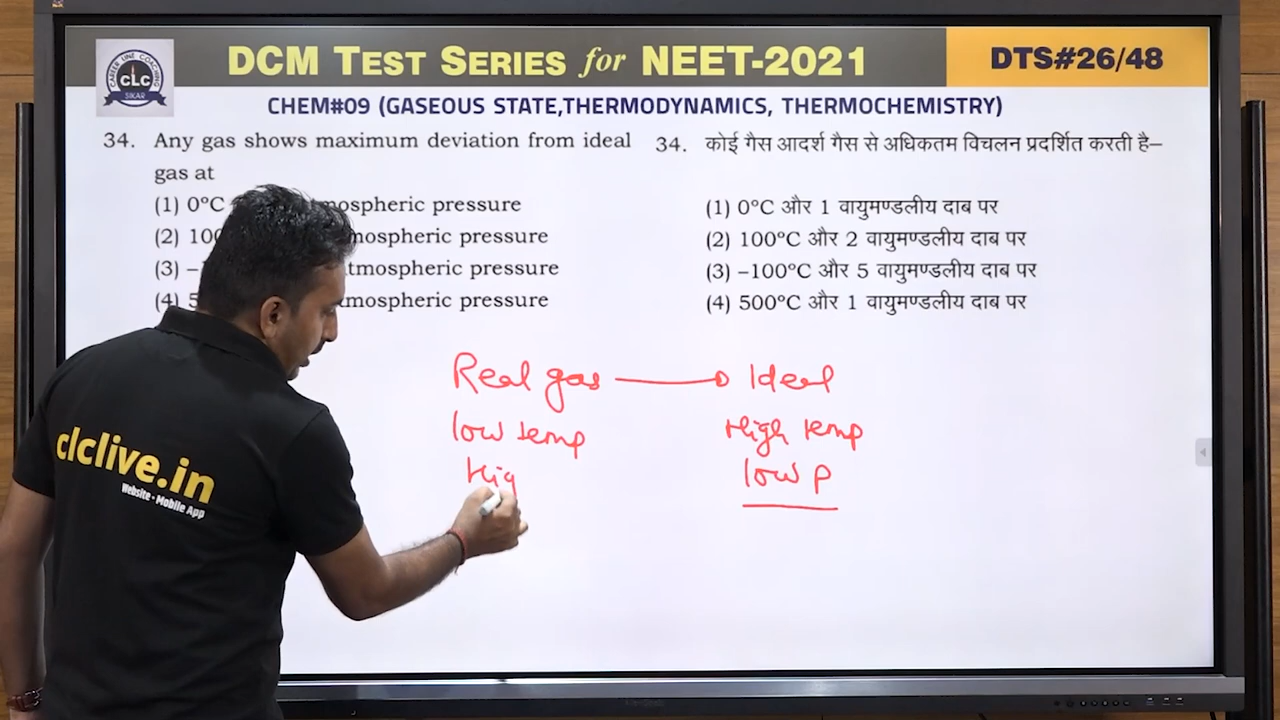 DCM TEST SERIES for NEET-2021
DTS#26/48
CAREER LINE COACHING
CLC
SIKAR
CHEM#09 (GASEOUS STATE,THERMODYNAMICS, THERMOCHEMISTRY)
34. Any gas shows maximum deviation from ideal
gas at
(1) 0°C mospheric pressure
(2) 100 mospheric pressure
(3) – tmospheric pressure
(4) 5 tmospheric pressure
34. कोई गैस आदर्श गैस से अधिकतम विचलन प्रदर्शित करती है–
(1) 0°C और 1 वायुमण्डलीय दाब पर
(2) 100°C और 2 वायुमण्डलीय दाब पर
(3) –100°C और 5 वायुमण्डलीय दाब पर
(4) 500°C और 1 वायुमण्डलीय दाब पर
Real gas Ideal
low temp High temp
Hig low P
clclive.in
Website • Mobile App